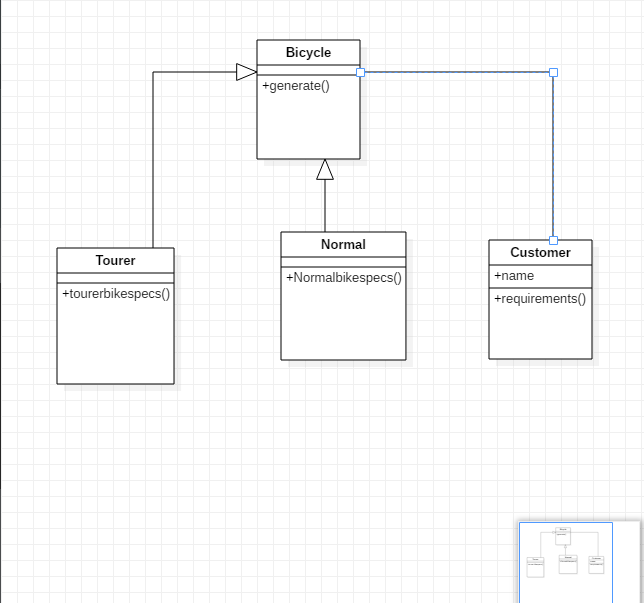 Bicycle
+generate()
Tourer
+tourerbikespecs()
Normal
+Normalbikespecs()
Customer
+name
+requirements()